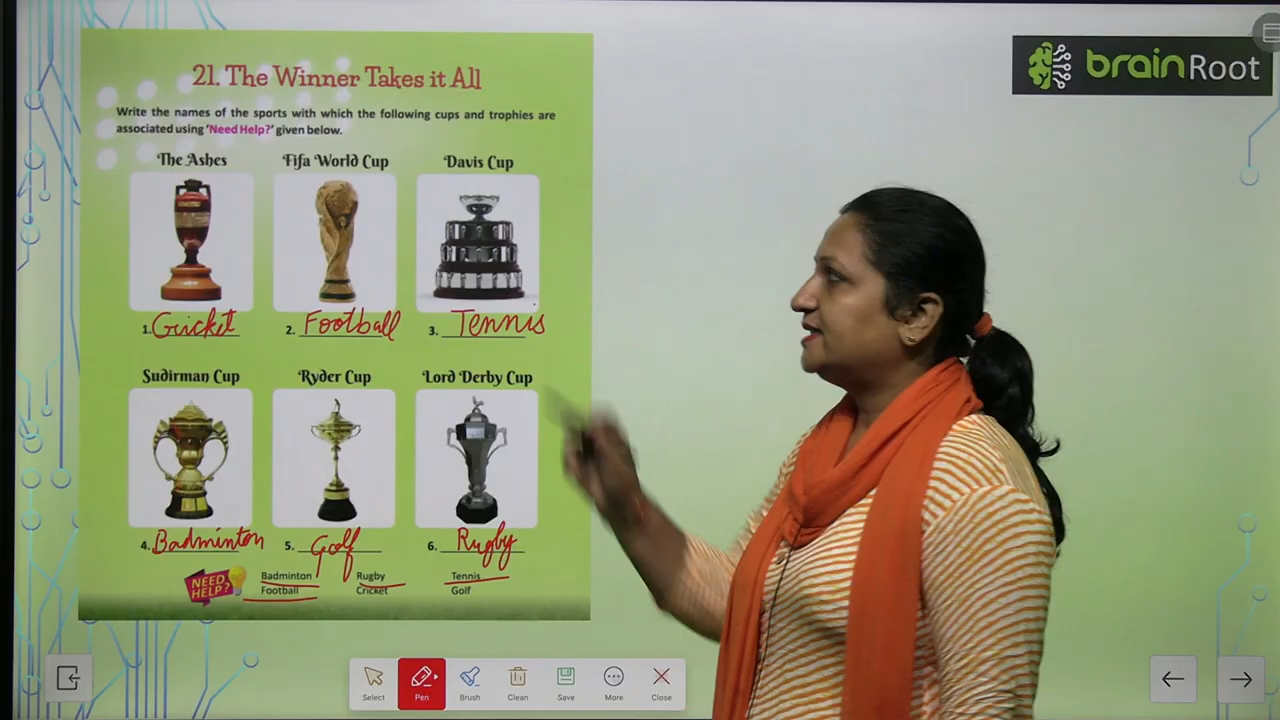 brainRoot
21. The Winner Takes it All
Write the names of the sports with which the following cups and trophies are
associated using 'Need Help?' given below.
The Ashes Fifa World Cup Davis Cup
1. Cricket 2. Football 3. Tennis
Sudirman Cup Ryder Cup Lord Derby Cup
4. Badminton 5. Golf 6. Rugby
NEED HELP?
Badminton Rugby Tennis
Football Cricket Golf
Select Pen Brush Clean Save More Close